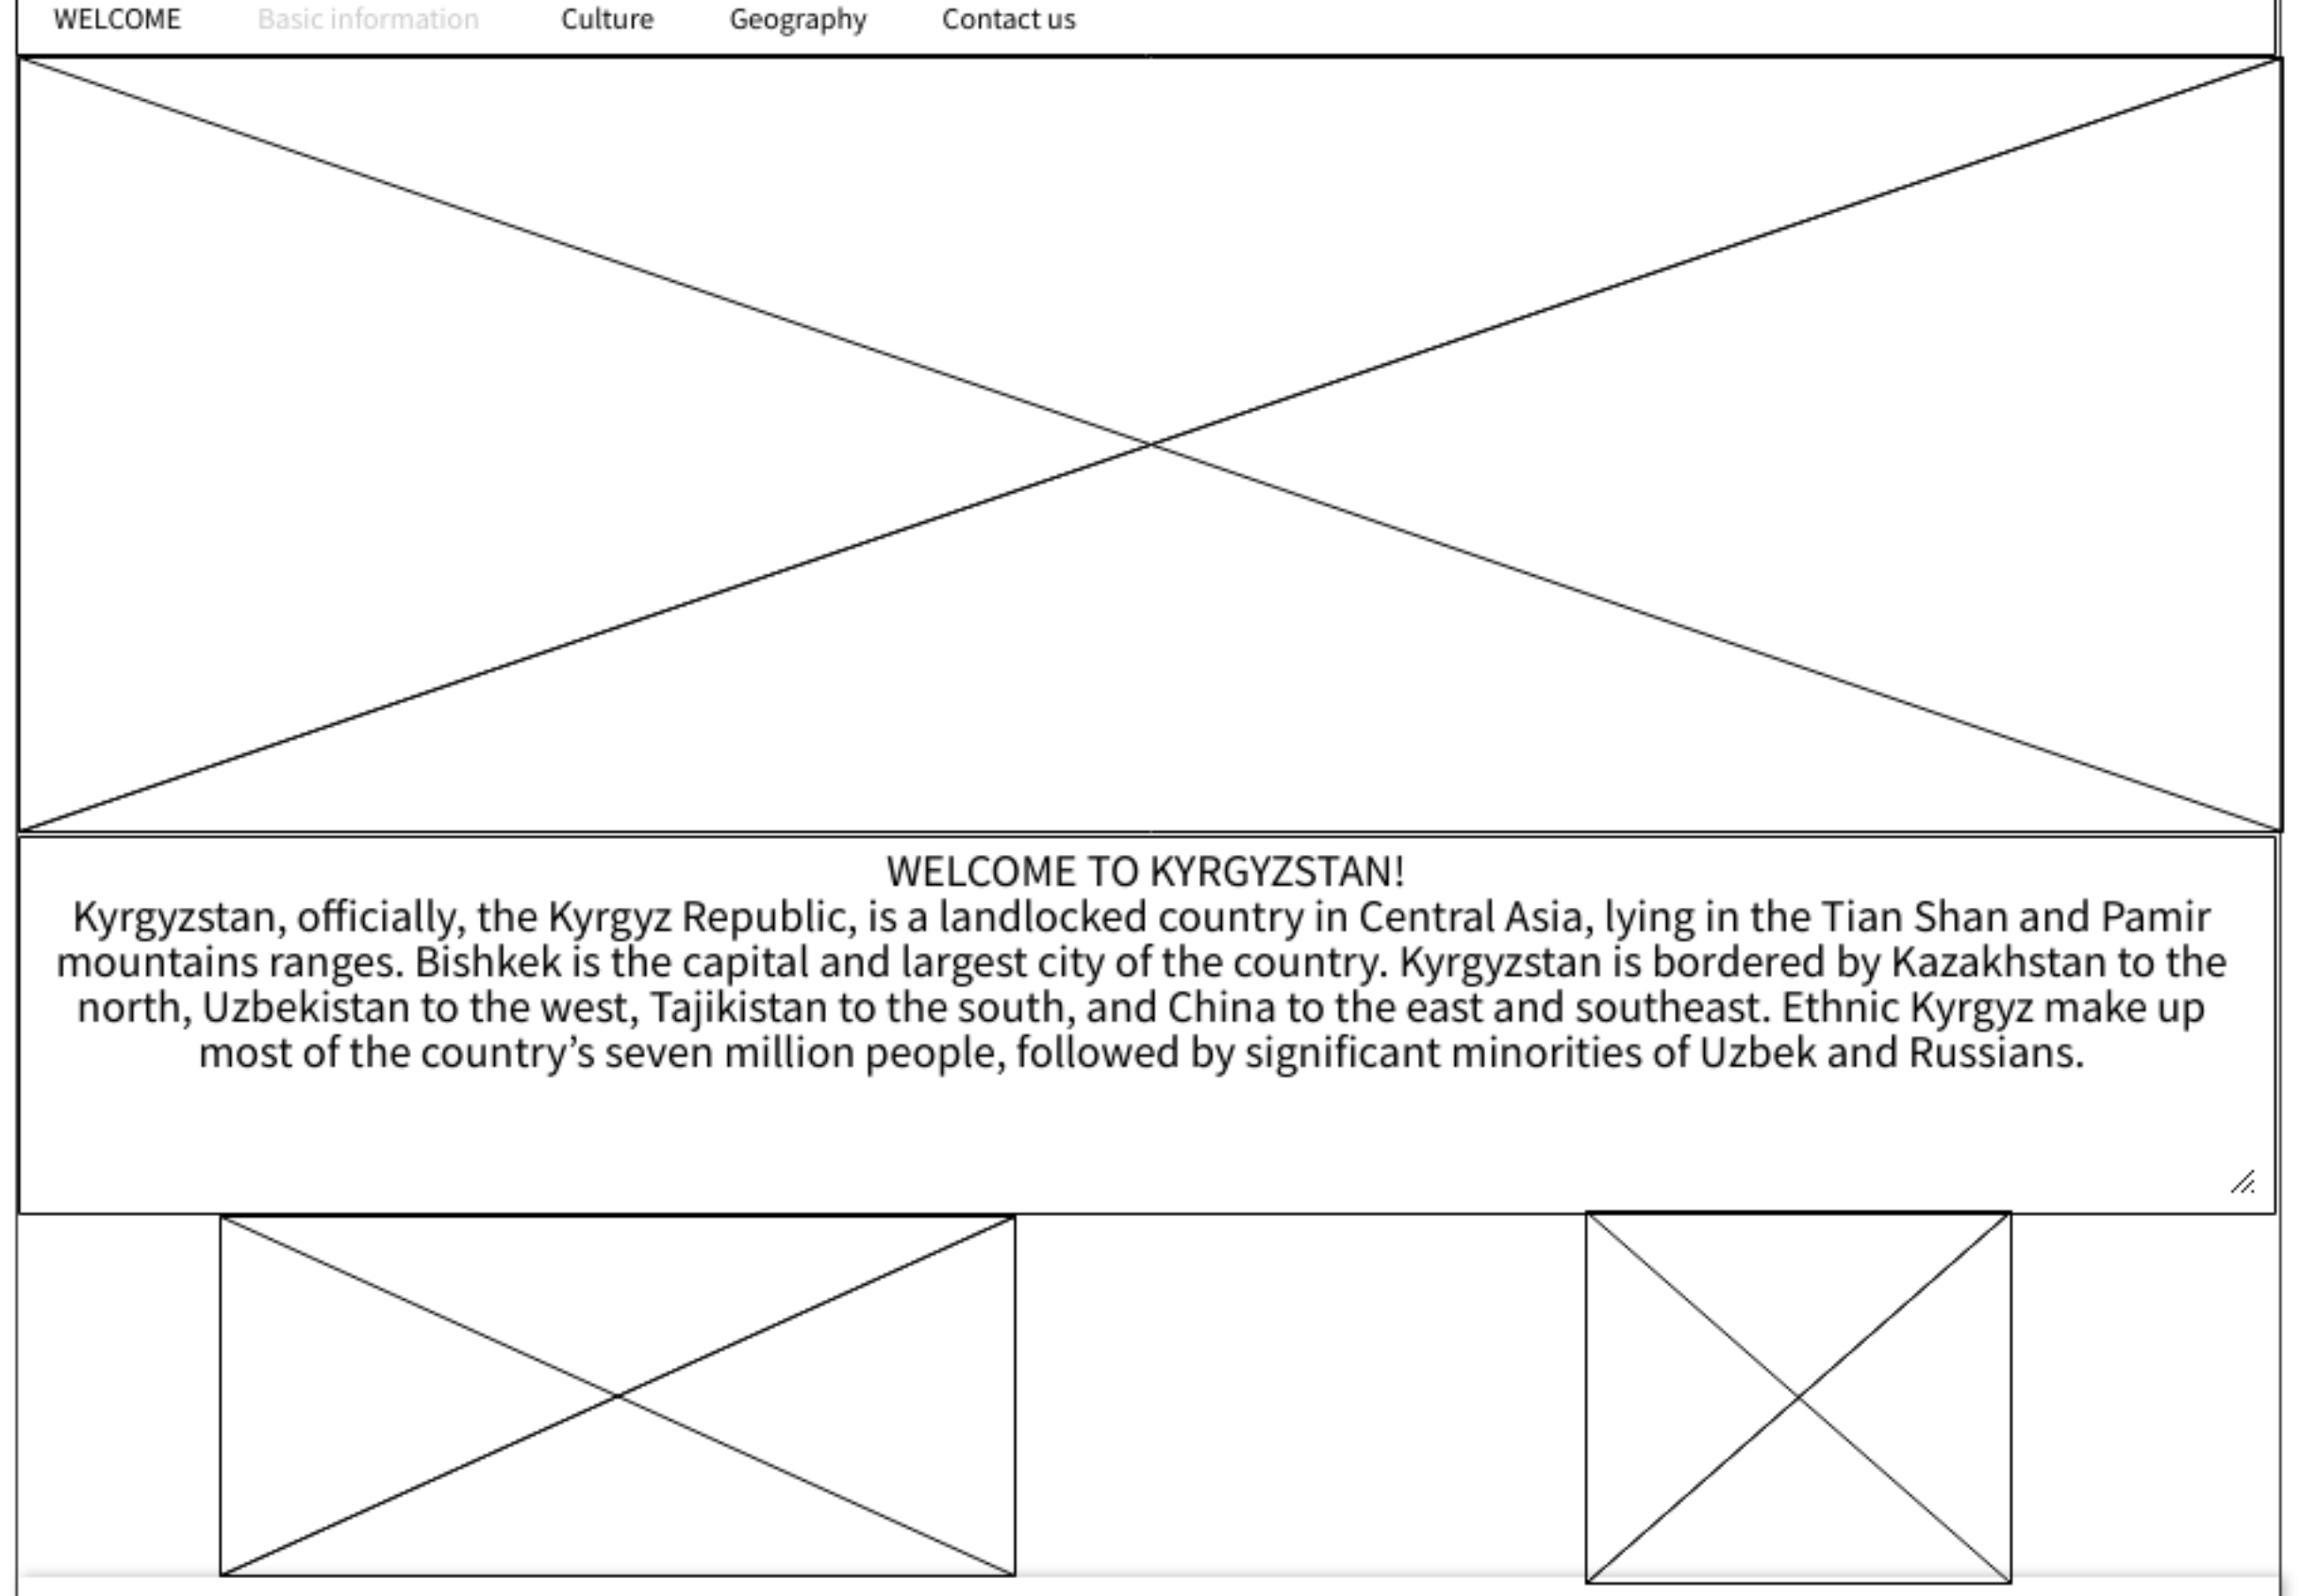 WELCOME Basic information Culture Geography Contact us
WELCOME TO KYRGYZSTAN!
Kyrgyzstan, officially, the Kyrgyz Republic, is a landlocked country in Central Asia, lying in the Tian Shan and Pamir
mountains ranges. Bishkek is the capital and largest city of the country. Kyrgyzstan is bordered by Kazakhstan to the
north, Uzbekistan to the west, Tajikistan to the south, and China to the east and southeast. Ethnic Kyrgyz make up
most of the country’s seven million people, followed by significant minorities of Uzbek and Russians.